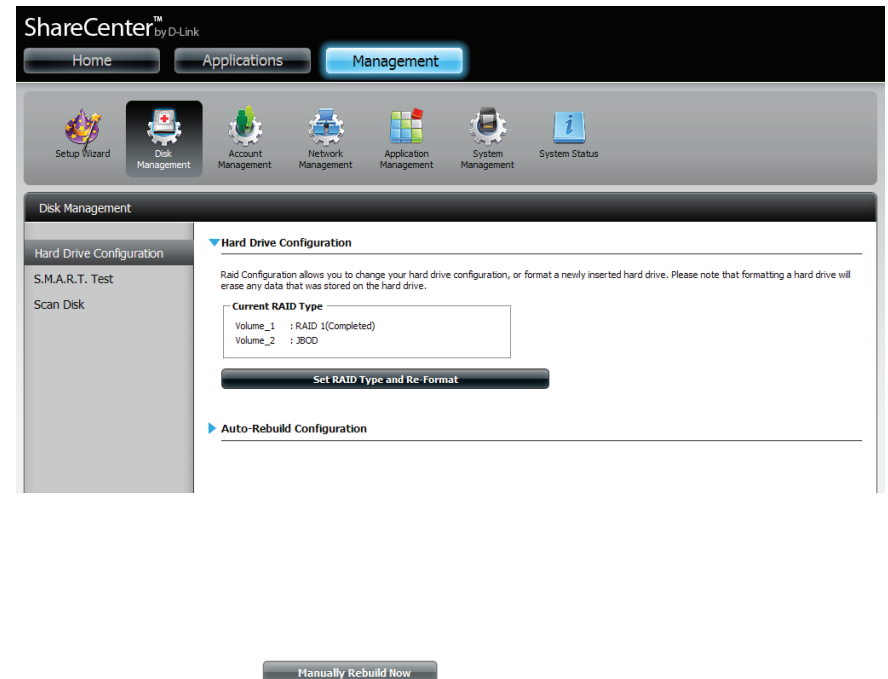 ShareCenter™ by D-Link
Home Applications Management
Setup Wizard
Disk Management
Account Management
Network Management
Application Management
System Management
System Status
Disk Management
Hard Drive Configuration
S.M.A.R.T. Test
Scan Disk
Hard Drive Configuration
Raid Configuration allows you to change your hard drive configuration, or format a newly inserted hard drive. Please note that formatting a hard drive will
erase any data that was stored on the hard drive.
Current RAID Type
Volume_1 : RAID 1(Completed)
Volume_2 : JBOD
Set RAID Type and Re-Format
Auto-Rebuild Configuration
Manually Rebuild Now